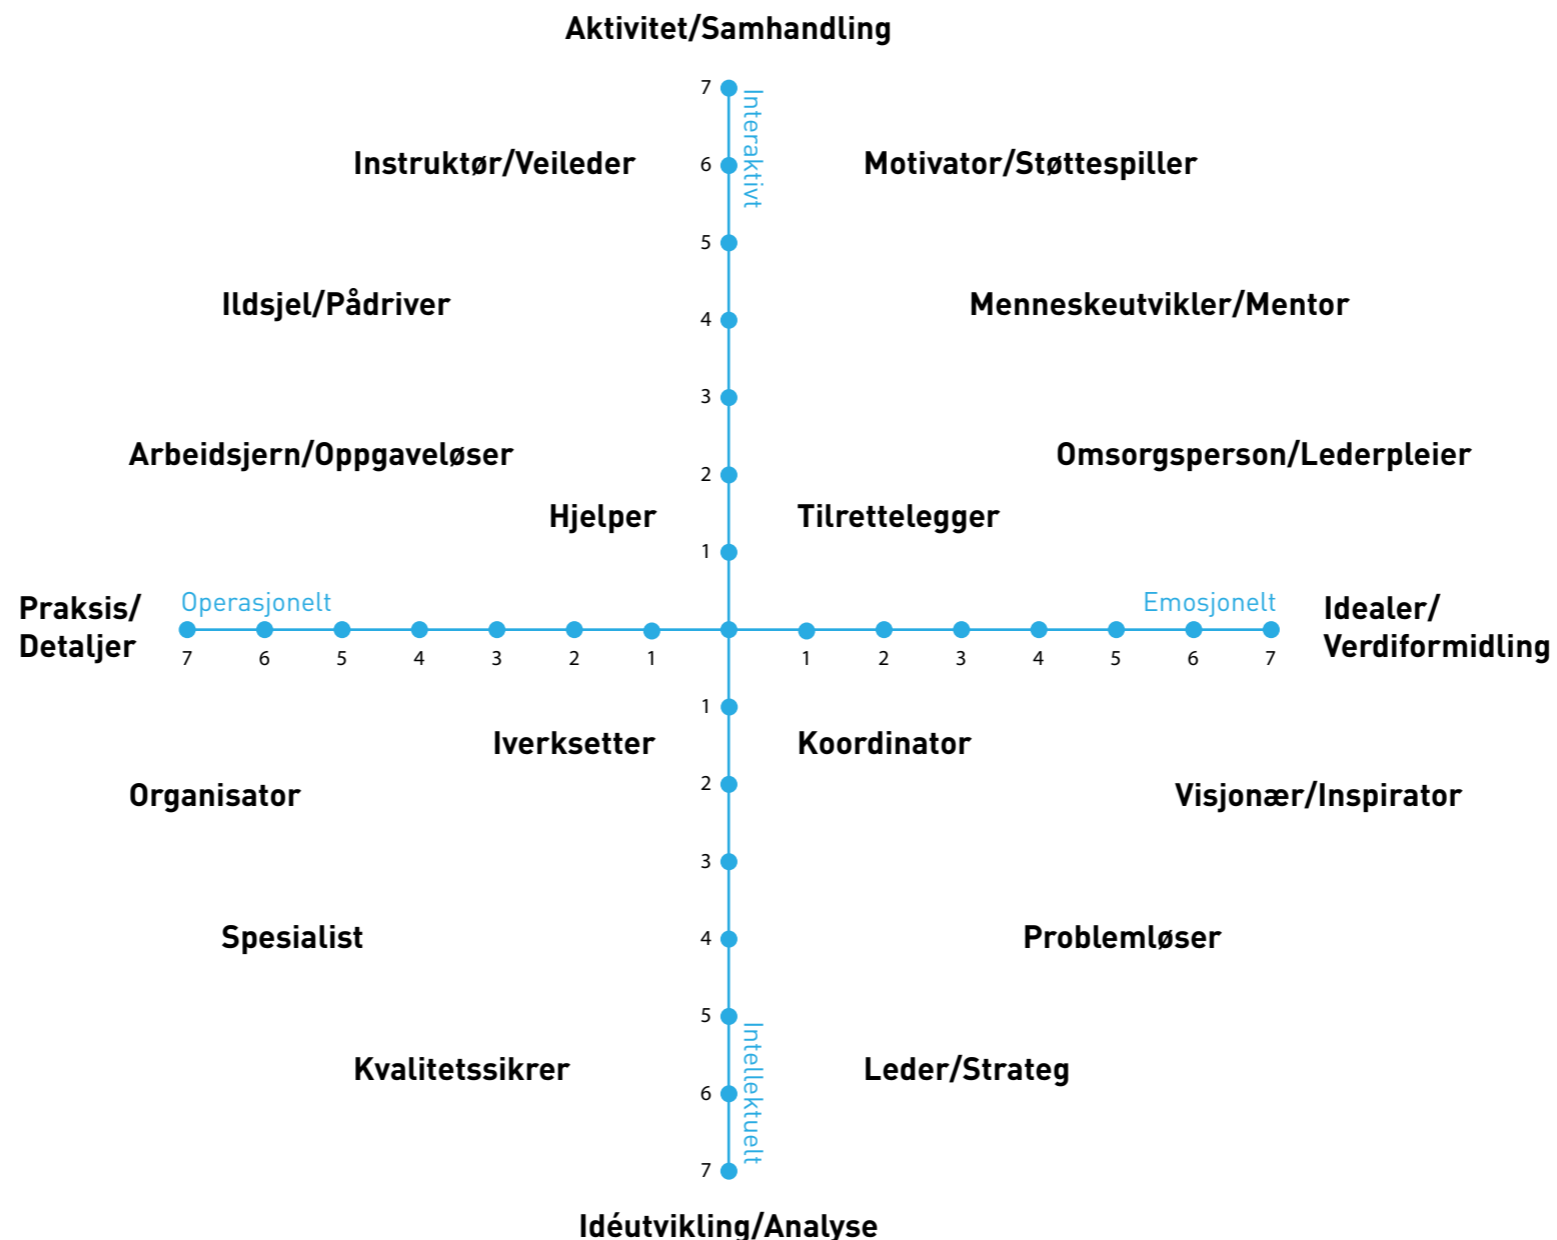 Aktivitet/Samhandling
7
Interaktivt
Instruktør/Veileder
6
Motivator/Støttespiller
5
Ildsjel/Pådriver
4
Menneskeutvikler/Mentor
3
Arbeidsjern/Oppgaveløser
2
Omsorgsperson/Lederpleier
Hjelper
Tilrettelegger
1
Praksis/
Detaljer
Operasjonelt
Emosjonelt
Idealer/
Verdiformidling
7 6 5 4 3 2 1 1 2 3 4 5 6 7
1
Iverksetter
Koordinator
2
Organisator
Visjonær/Inspirator
3
Spesialist
4
Problemløser
5
Intellektuelt
Kvalitetssikrer
Leder/Strateg
6
7
Idéutvikling/Analyse